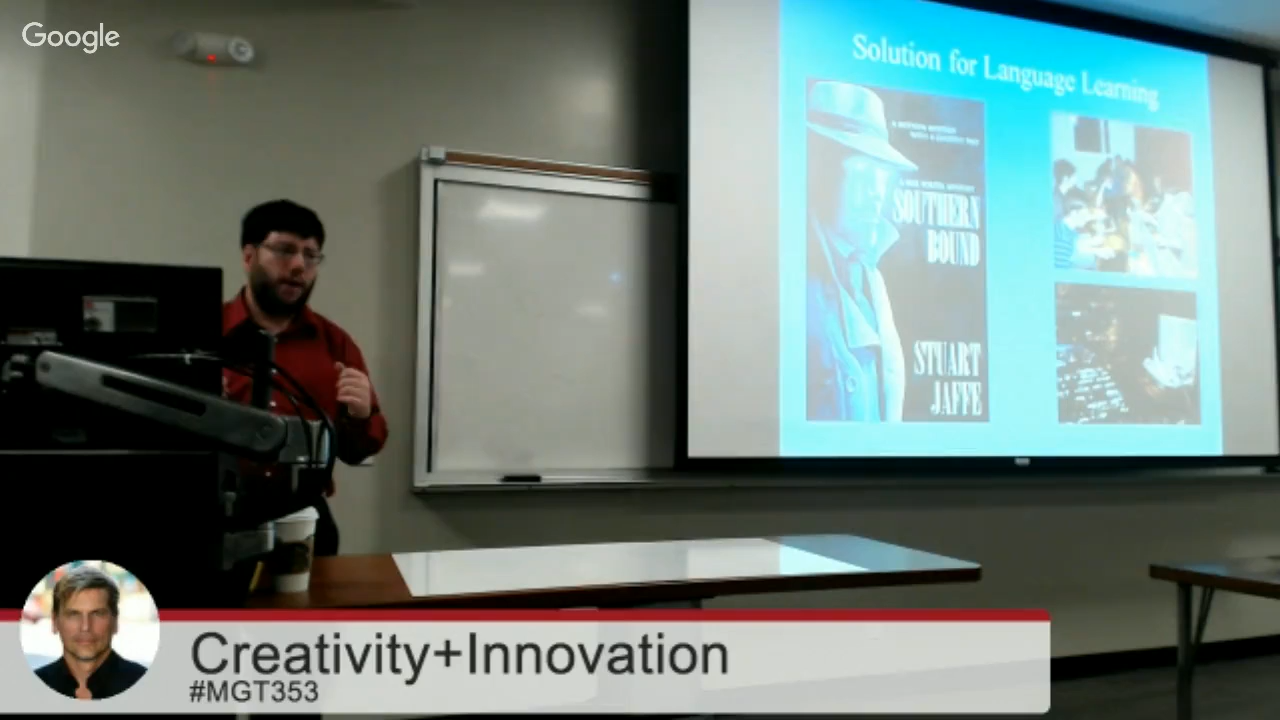 Google
Solution for Language Learning
SOUTHERN
BOUND
STUART
JAFFE
Creativity+Innovation
#MGT353